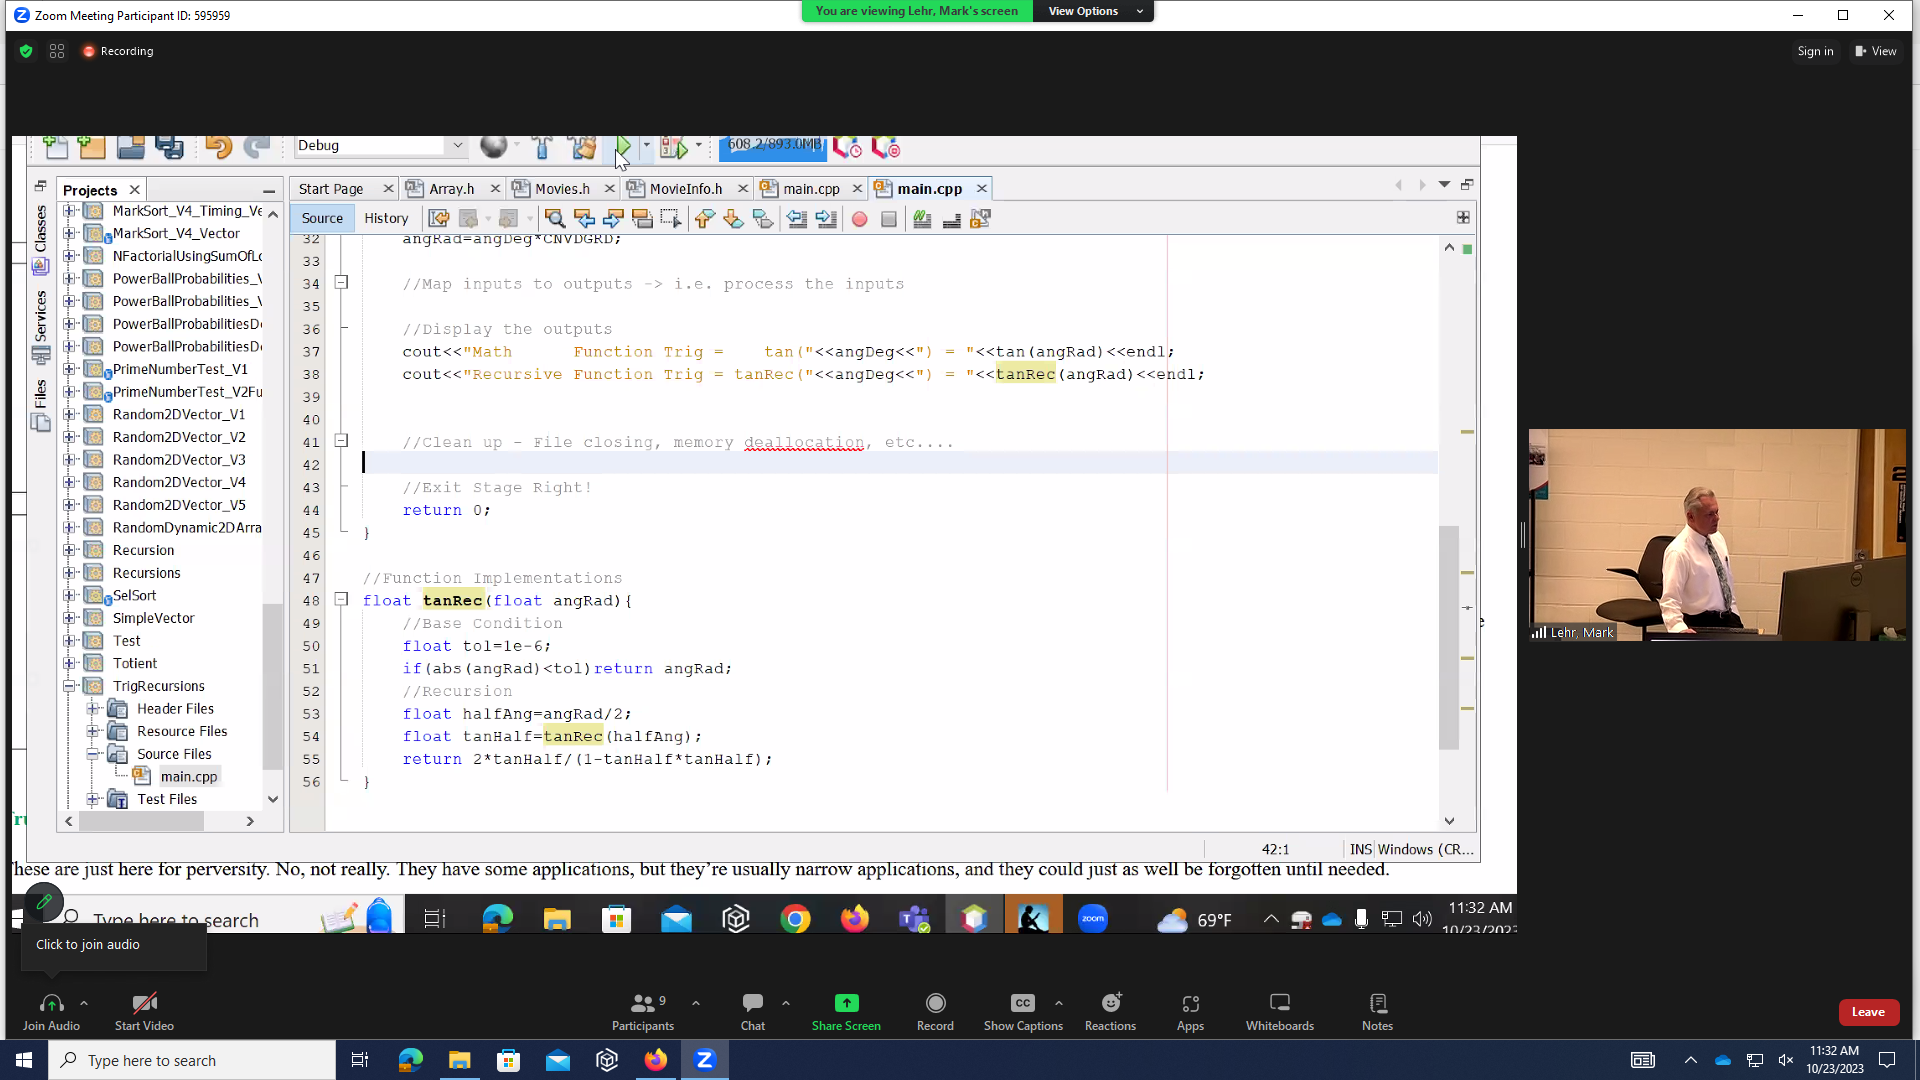 Zoom Meeting Participant ID: 595959
You are viewing Lehr, Mark's screen
View Options
Recording
Sign in
View
Debug
608.2/893.0MB
Projects
Start Page
Array.h
Movies.h
MovieInfo.h
main.cpp
main.cpp
Source
History
Classes
Services
Files
MarkSort_V4_Timing_Ve
MarkSort_V4_Vector
NFactorialUsingSumOfLo
PowerBallProbabilities_V
PowerBallProbabilities_V
PowerBallProbabilitiesDe
PowerBallProbabilitiesDe
PrimeNumberTest_V1
PrimeNumberTest_V2Fu
Random2DVector_V1
Random2DVector_V2
Random2DVector_V3
Random2DVector_V4
Random2DVector_V5
RandomDynamic2DArra
Recursion
Recursions
SelSort
SimpleVector
Test
Totient
TrigRecursions
Header Files
Resource Files
Source Files
main.cpp
Test Files
32 angRad=angDeg*CNVDGRD;
33
34 //Map inputs to outputs -> i.e. process the inputs
35
36 //Display the outputs
37 cout<<"Math      Function Trig =    tan("<<angDeg<<") = "<<tan(angRad)<<endl;
38 cout<<"Recursive Function Trig = tanRec("<<angDeg<<") = "<<tanRec(angRad)<<endl;
39
40
41 //Clean up - File closing, memory deallocation, etc....
42
43 //Exit Stage Right!
44 return 0;
45 }
46
47 //Function Implementations
48 float tanRec(float angRad){
49 //Base Condition
50 float tol=1e-6;
51 if(abs(angRad)<tol)return angRad;
52 //Recursion
53 float halfAng=angRad/2;
54 float tanHalf=tanRec(halfAng);
55 return 2*tanHalf/(1-tanHalf*tanHalf);
56 }
42:1
INS
Windows (CR...
e
Lehr, Mark
hese are just here for perversity. No, not really. They have some applications, but they're usually narrow applications, and they could just as well be forgotten until needed.
Type here to search
zoom
69°F
11:32 AM
10/23/2023
Click to join audio
Join Audio
Start Video
9
Participants
Chat
Share Screen
Record
CC
Show Captions
Reactions
Apps
Whiteboards
Notes
Leave
Type here to search
11:32 AM
10/23/2023